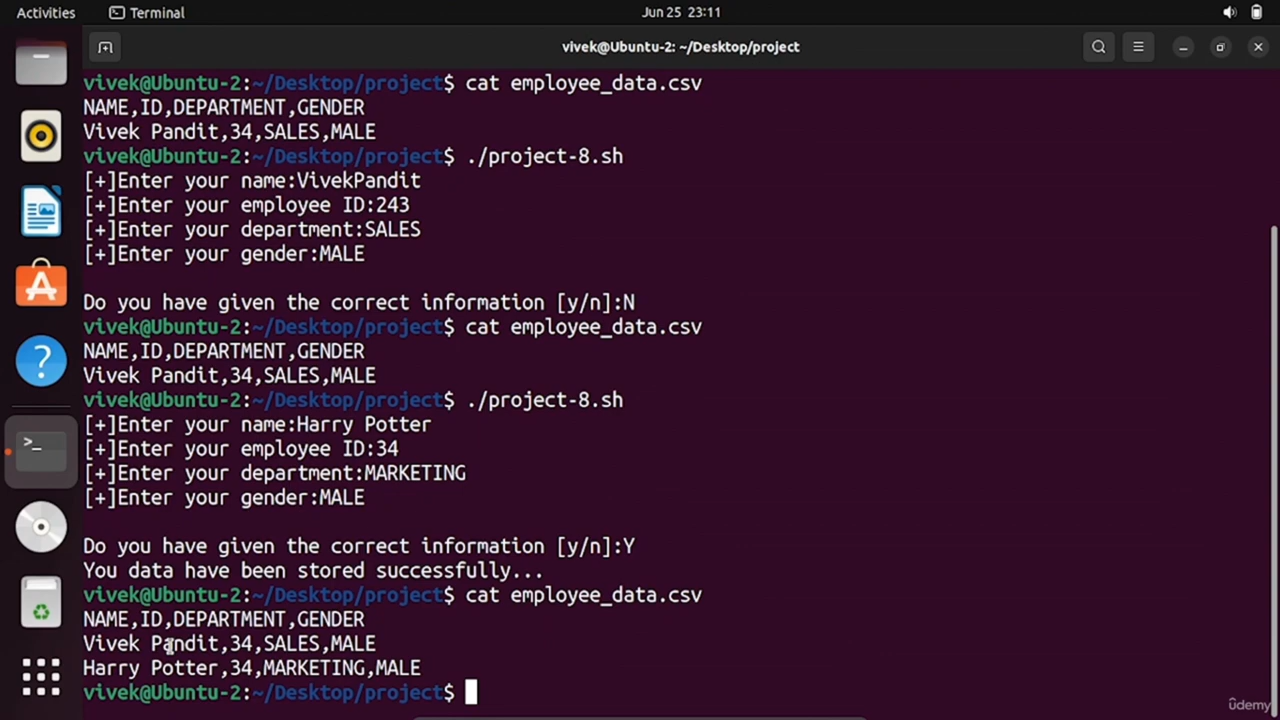 Activities
Terminal
Jun 25 23:11
vivek@Ubuntu-2: ~/Desktop/project
vivek@Ubuntu-2:~/Desktop/project$ cat employee_data.csv
NAME,ID,DEPARTMENT,GENDER
Vivek Pandit,34,SALES,MALE
vivek@Ubuntu-2:~/Desktop/project$ ./project-8.sh
[+]Enter your name:VivekPandit
[+]Enter your employee ID:243
[+]Enter your department:SALES
[+]Enter your gender:MALE
Do you have given the correct information [y/n]:N
vivek@Ubuntu-2:~/Desktop/project$ cat employee_data.csv
NAME,ID,DEPARTMENT,GENDER
Vivek Pandit,34,SALES,MALE
vivek@Ubuntu-2:~/Desktop/project$ ./project-8.sh
[+]Enter your name:Harry Potter
[+]Enter your employee ID:34
[+]Enter your department:MARKETING
[+]Enter your gender:MALE
Do you have given the correct information [y/n]:Y
You data have been stored successfully...
vivek@Ubuntu-2:~/Desktop/project$ cat employee_data.csv
NAME,ID,DEPARTMENT,GENDER
Vivek Pandit,34,SALES,MALE
Harry Potter,34,MARKETING,MALE
vivek@Ubuntu-2:~/Desktop/project$
udemy